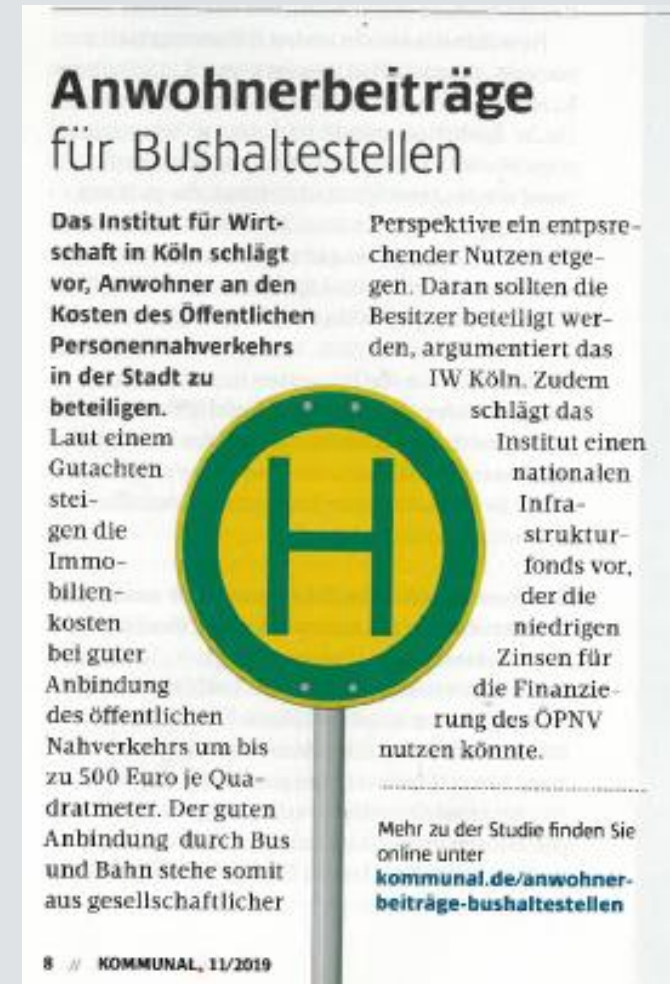 Anwohnerbeiträge
für Bushaltestellen
Das Institut für Wirt-
schaft in Köln schlägt
vor, Anwohner an den
Kosten des Öffentlichen
Personennahverkehrs
in der Stadt zu
beteiligen.
Laut einem
Gutachten
stei-
gen die
Immo-
bilien-
kosten
bei guter
Anbindung
des öffentlichen
Nahverkehrs um bis
zu 500 Euro je Qua-
dratmeter. Der guten
Anbindung durch Bus
und Bahn stehe somit
aus gesellschaftlicher
Perspektive ein entpsre-
chender Nutzen etge-
gen. Daran sollten die
Besitzer beteiligt wer-
den, argumentiert das
IW Köln. Zudem
schlägt das
Institut einen
nationalen
Infra-
struktur-
fonds vor,
der die
niedrigen
Zinsen für
die Finanzie-
rung des ÖPNV
nutzen könnte.
H
Mehr zu der Studie finden Sie
online unter
kommunal.de/anwohner-
beiträge-bushaltestellen
8 // KOMMUNAL, 11/2019